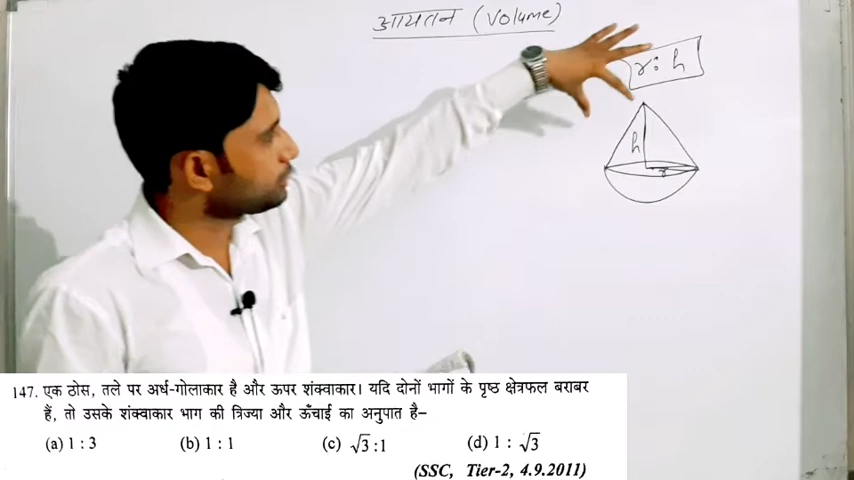 आयतन (Volume)
r : h
h
r
147. एक ठोस, तले पर अर्ध-गोलाकार है और ऊपर शंक्वाकार। यदि दोनों भागों के पृष्ठ क्षेत्रफल बराबर
हैं, तो उसके शंक्वाकार भाग की त्रिज्या और ऊँचाई का अनुपात है–
(a) 1 : 3 (b) 1 : 1 (c) √3 :1 (d) 1 : √3
(SSC, Tier-2, 4.9.2011)